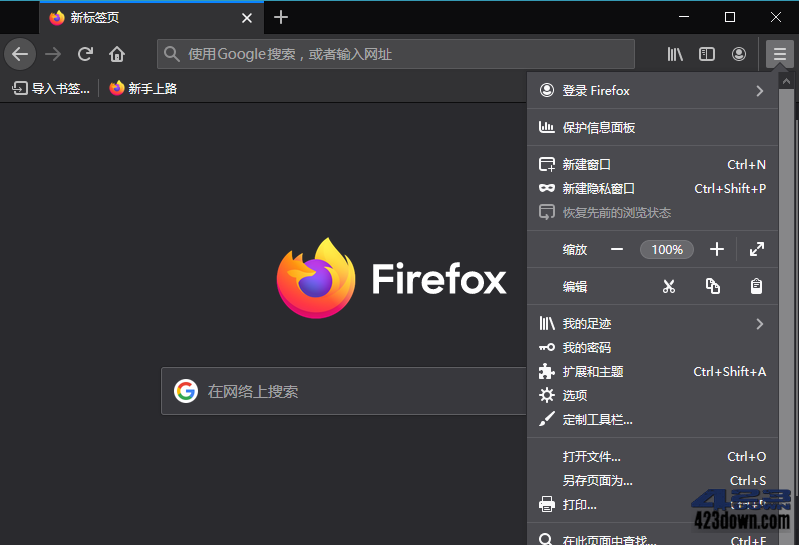 新标签页
使用Google搜索，或者输入网址
导入书签...
新手上路
登录 Firefox
保护信息面板
新建窗口 Ctrl+N
新建隐私窗口 Ctrl+Shift+P
恢复先前的浏览状态
缩放 100%
编辑
Firefox
我的足迹
我的密码
扩展和主题 Ctrl+Shift+A
选项
定制工具栏...
在网络上搜索
打开文件... Ctrl+O
另存页面为... Ctrl+S
打印...
在此页面中查找... Ctrl+F
423down.com